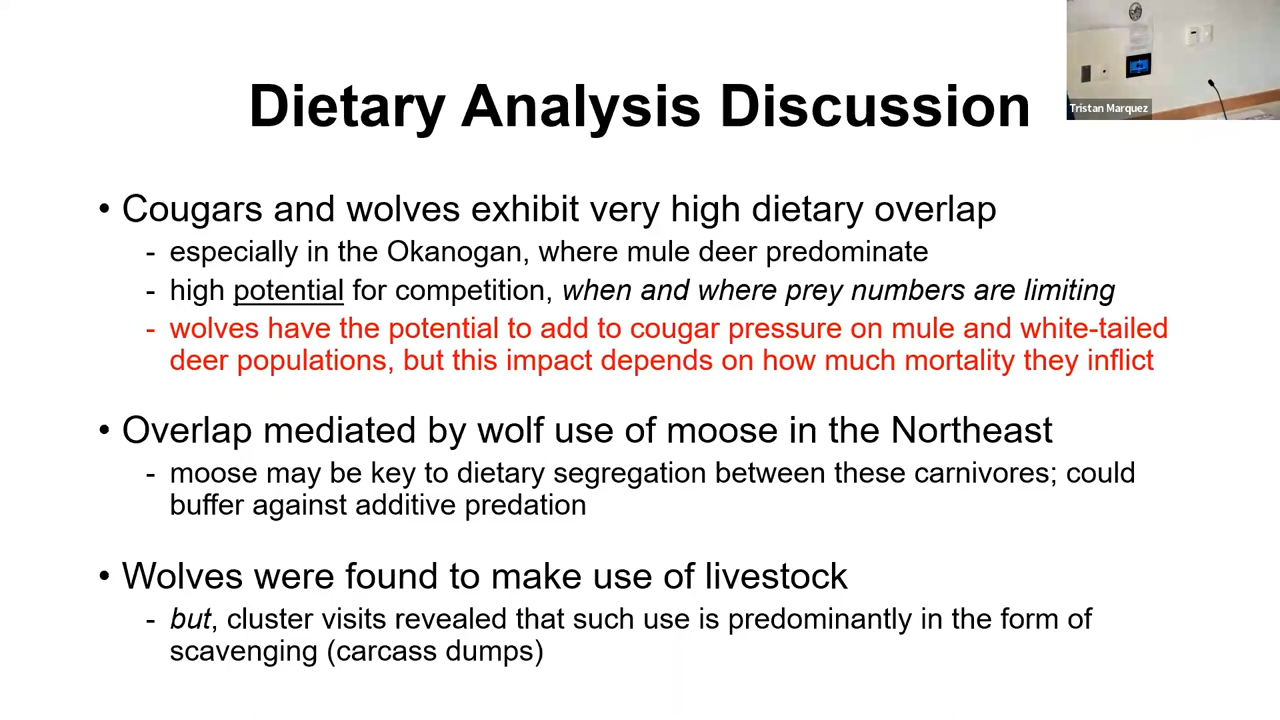 Dietary Analysis Discussion
Tristan Marquez
• Cougars and wolves exhibit very high dietary overlap
- especially in the Okanogan, where mule deer predominate
- high potential for competition, when and where prey numbers are limiting
- wolves have the potential to add to cougar pressure on mule and white-tailed
deer populations, but this impact depends on how much mortality they inflict
• Overlap mediated by wolf use of moose in the Northeast
- moose may be key to dietary segregation between these carnivores; could
buffer against additive predation
• Wolves were found to make use of livestock
- but, cluster visits revealed that such use is predominantly in the form of
scavenging (carcass dumps)